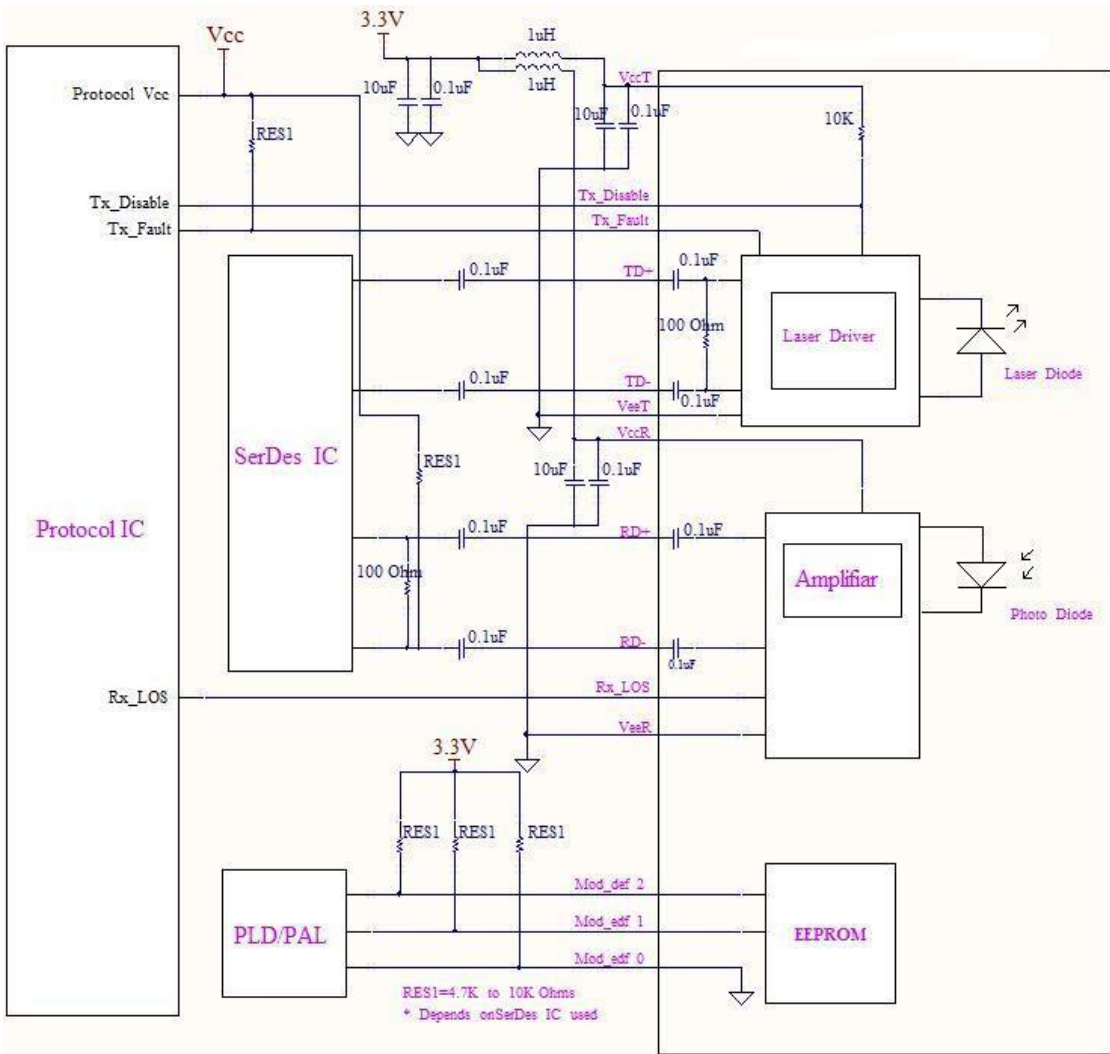 3.3V
1uH
Vcc
1uH
VccT
Protocol Vcc
10uF
0.1uF
10uF
0.1uF
10K
RES1
Tx_Disable
Tx_Disable
Tx_Fault
Tx_Fault
0.1uF
TD+
0.1uF
100 Ohm
Laser Driver
Laser Diode
0.1uF
TD-
0.1uF
VeeT
VccR
SerDes IC
RES1
10uF
0.1uF
Protocol IC
0.1uF
RD+
0.1uF
100 Ohm
Amplifiar
Photo Diode
0.1uF
RD-
0.1uF
Rx_LOS
Rx_LOS
VeeR
3.3V
RES1
RES1
RES1
PLD/PAL
Mod_def 2
Mod_edf 1
Mod_edf 0
EEPROM
RES1=4.7K to 10K Ohms
* Depends onSerDes IC used